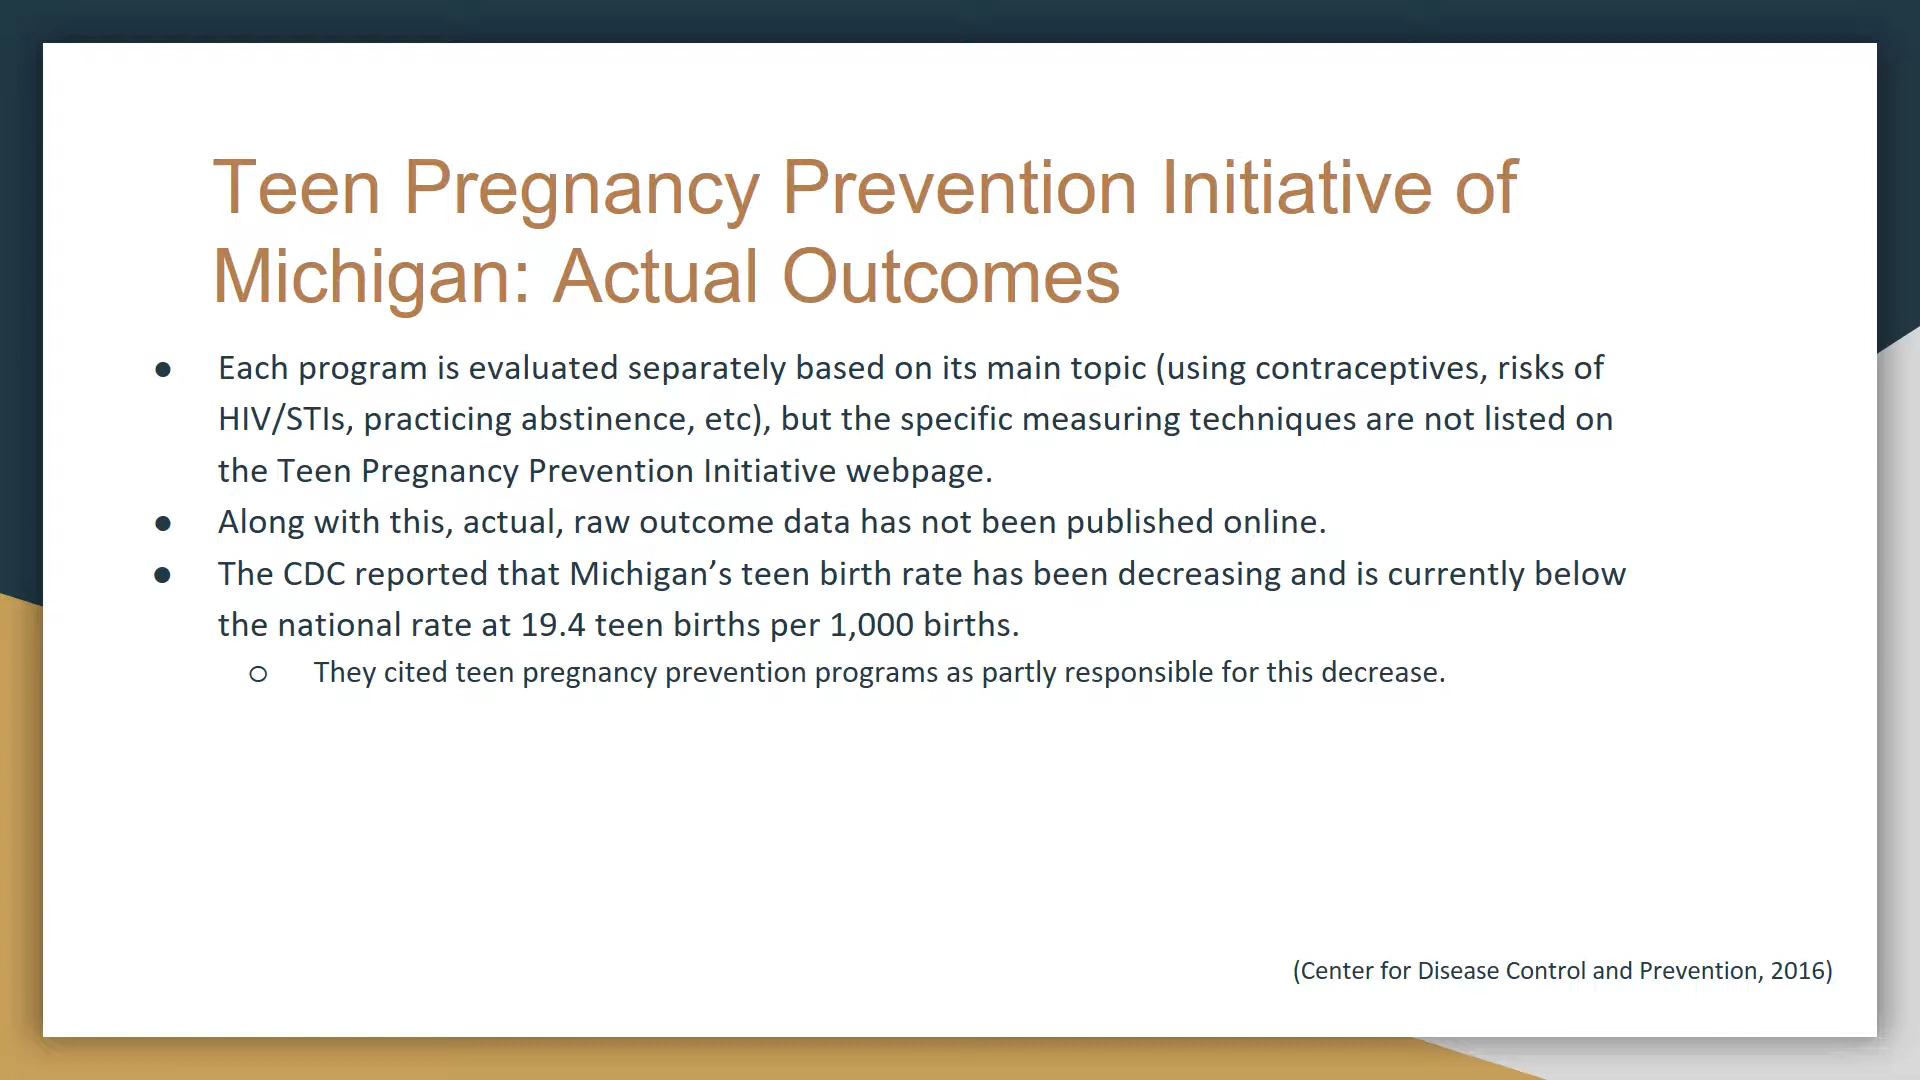 Teen Pregnancy Prevention Initiative of
Michigan: Actual Outcomes
● Each program is evaluated separately based on its main topic (using contraceptives, risks of
HIV/STIs, practicing abstinence, etc), but the specific measuring techniques are not listed on
the Teen Pregnancy Prevention Initiative webpage.
● Along with this, actual, raw outcome data has not been published online.
● The CDC reported that Michigan’s teen birth rate has been decreasing and is currently below
the national rate at 19.4 teen births per 1,000 births.
○ They cited teen pregnancy prevention programs as partly responsible for this decrease.
(Center for Disease Control and Prevention, 2016)